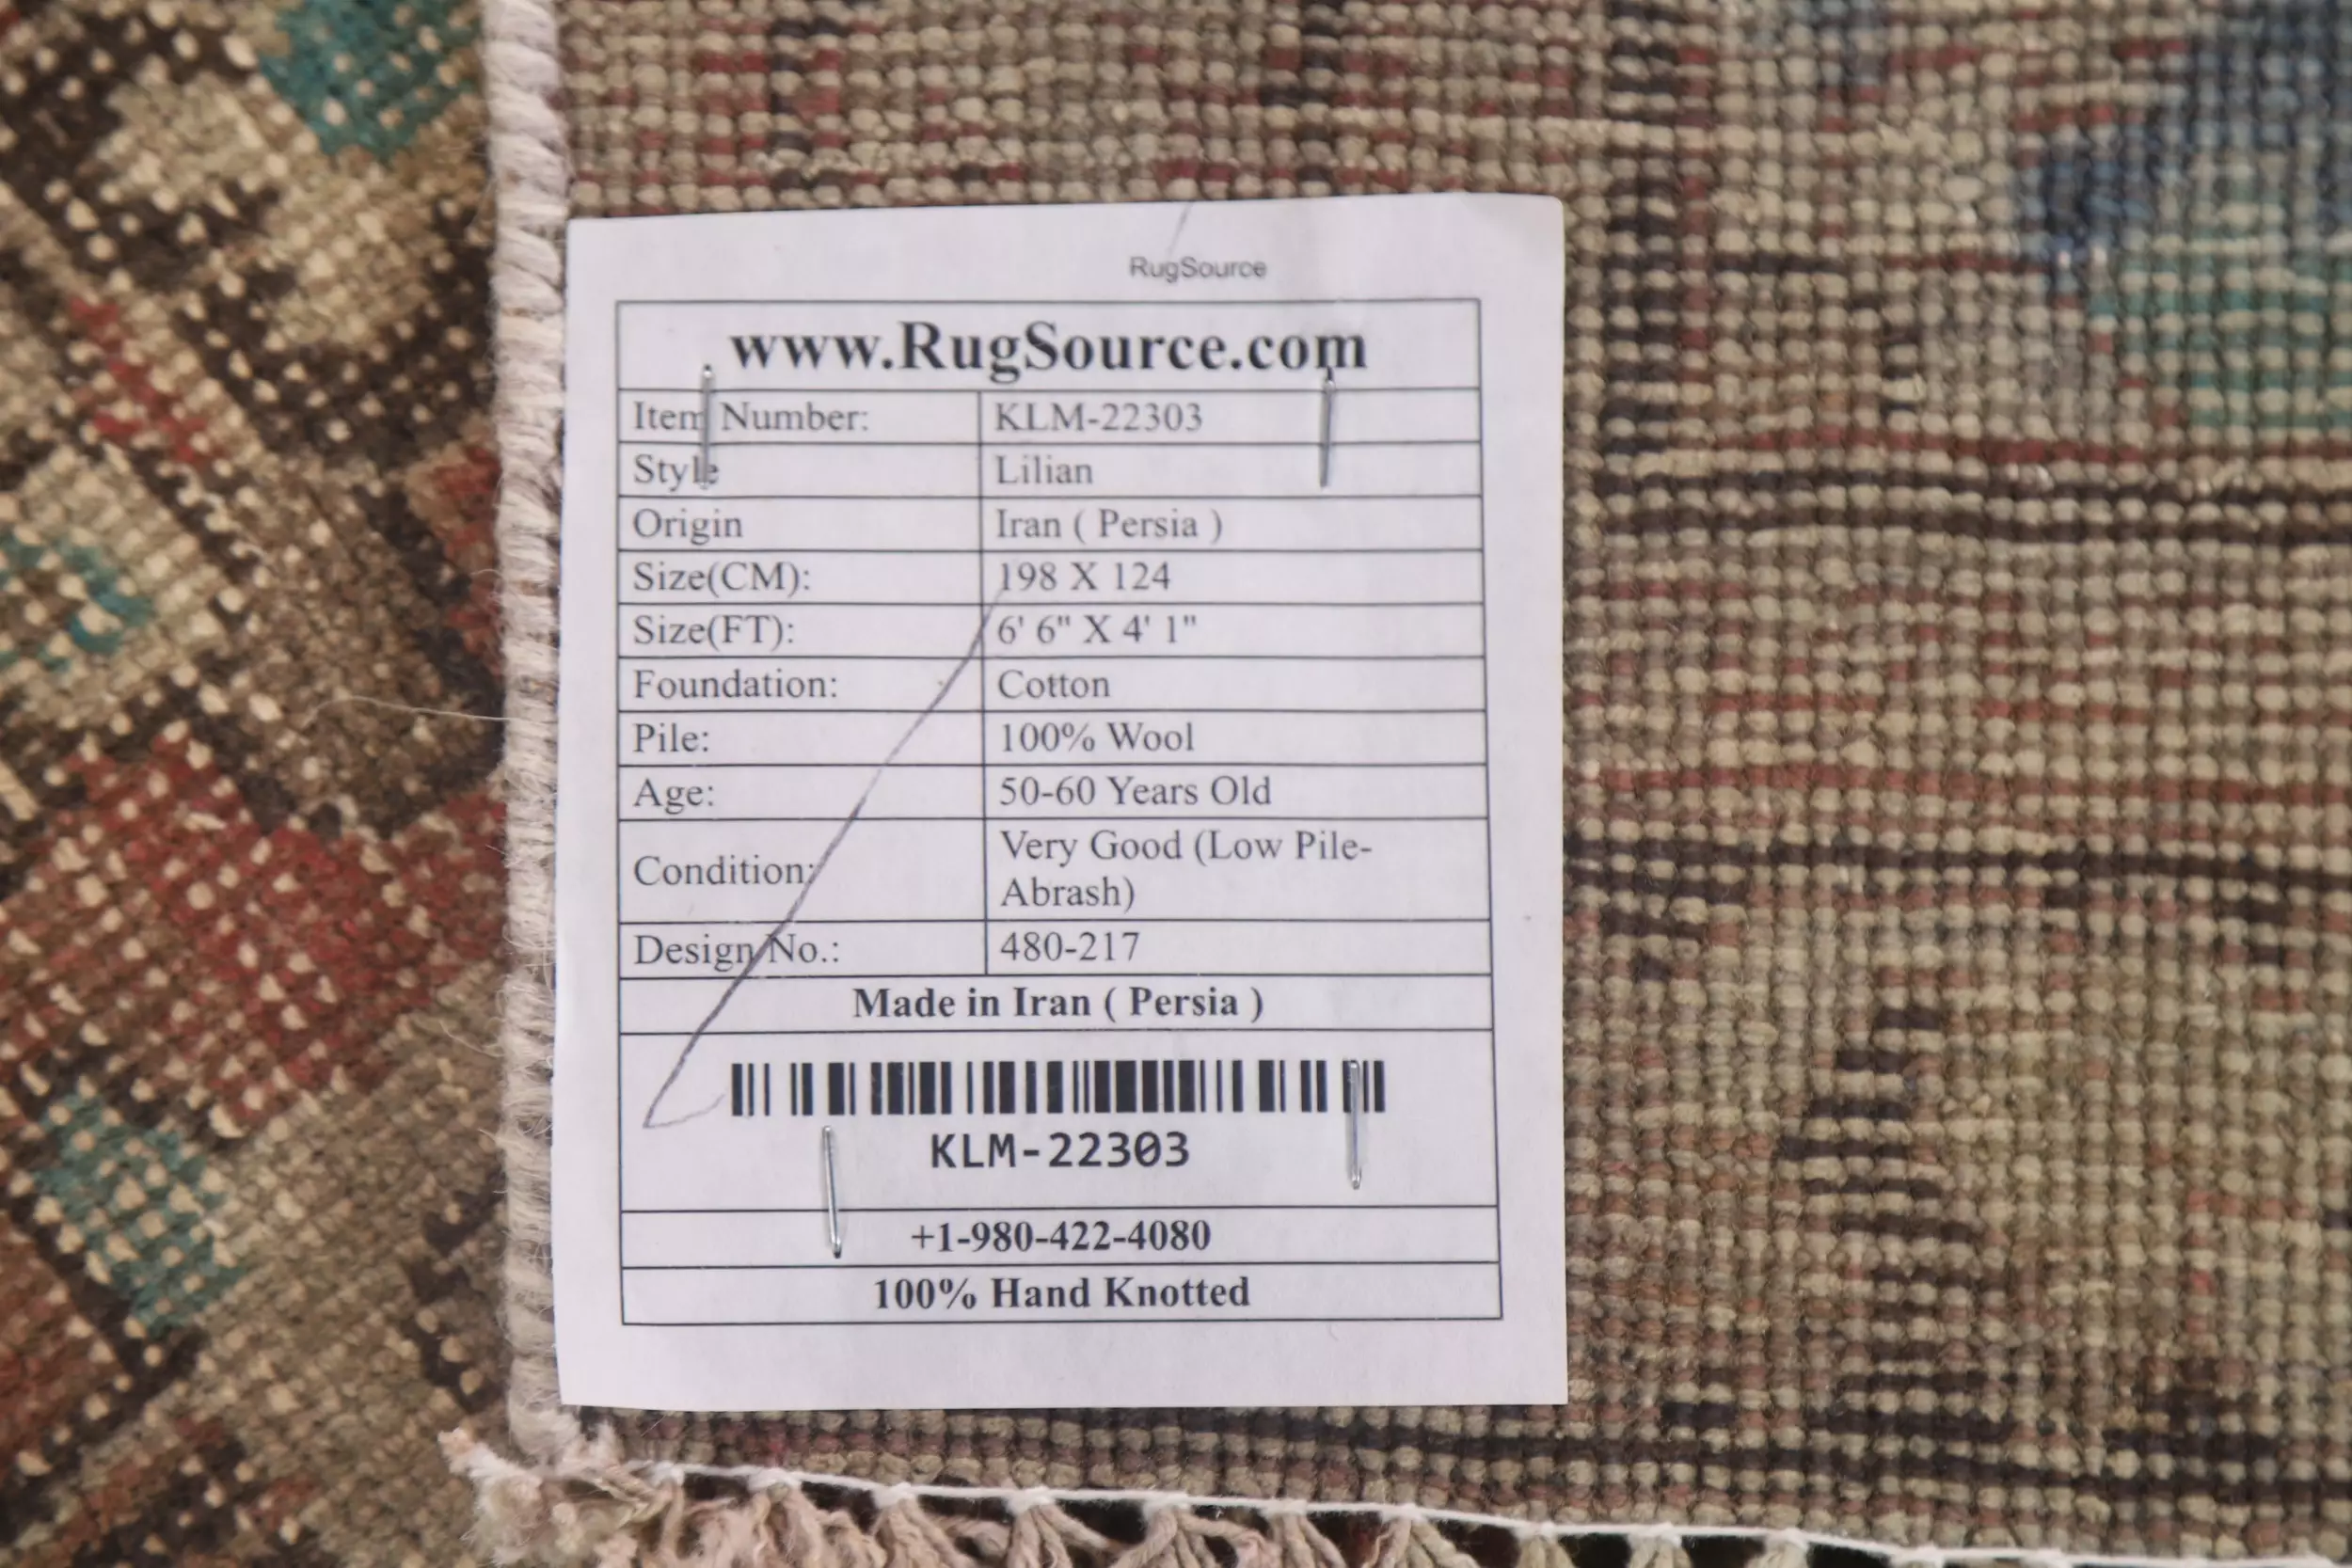 RugSource
www.RugSource.com
Item Number: KLM-22303
Style Lilian
Origin Iran ( Persia )
Size(CM): 198 X 124
Size(FT): 6' 6" X 4' 1"
Foundation: Cotton
Pile: 100% Wool
Age: 50-60 Years Old
Condition: Very Good (Low Pile-
Abrash)
Design No.: 480-217
Made in Iran ( Persia )
KLM-22303
+1-980-422-4080
100% Hand Knotted